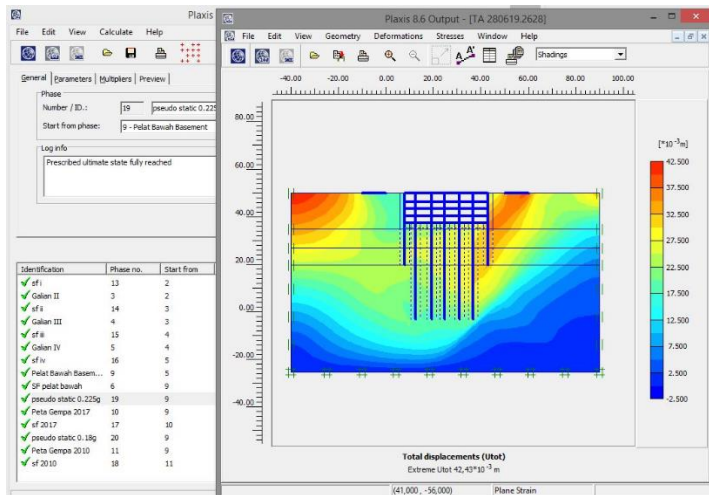 Plaxis
File Edit View Calculate Help
General Parameters Multipliers Preview
Phase
Number / ID.: 19 pseudo static 0.225
Start from phase: 9 - Pelat Bawah Basement
Log info
Prescribed ultimate state fully reached
Identification Phase no. Start from
sf i 13 2
Galian II 3 2
sf ii 14 3
Galian III 4 3
sf iii 15 4
Galian IV 5 4
sf iv 16 5
Pelat Bawah Basem... 9 5
SF pelat bawah 6 9
pseudo static 0.225g 19 9
Peta Gempa 2017 10 9
sf 2017 17 10
pseudo static 0.18g 20 9
Peta Gempa 2010 11 9
sf 2010 18 11
Plaxis 8.6 Output - [TA 280619.2628]
File Edit View Geometry Deformations Stresses Window Help
Shadings
-40.00 -20.00 0.00 20.00 40.00 60.00 80.00 100.00
80.00
60.00
40.00
20.00
0.00
-20.00
-40.00
[*10⁻³ m]
42.500
37.500
32.500
27.500
22.500
17.500
12.500
7.500
2.500
-2.500
Total displacements (Utot)
Extreme Utot 42,43*10⁻³ m
(41,000 , -56,000) Plane Strain